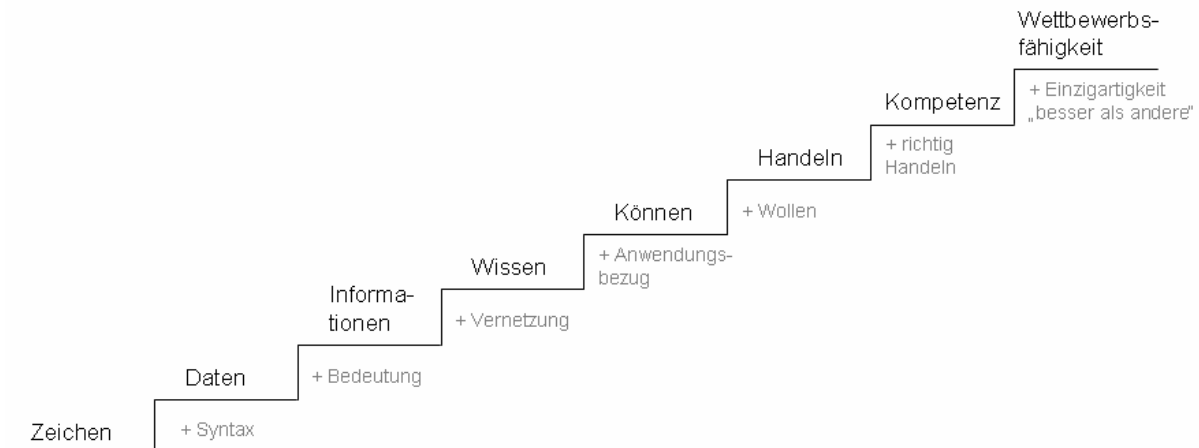 Wettbewerbs-
fähigkeit
+ Einzigartigkeit
„besser als andere"
Kompetenz
+ richtig
Handeln
Handeln
+ Wollen
Können
+ Anwendungs-
bezug
Wissen
+ Vernetzung
Informa-
tionen
+ Bedeutung
Daten
+ Syntax
Zeichen